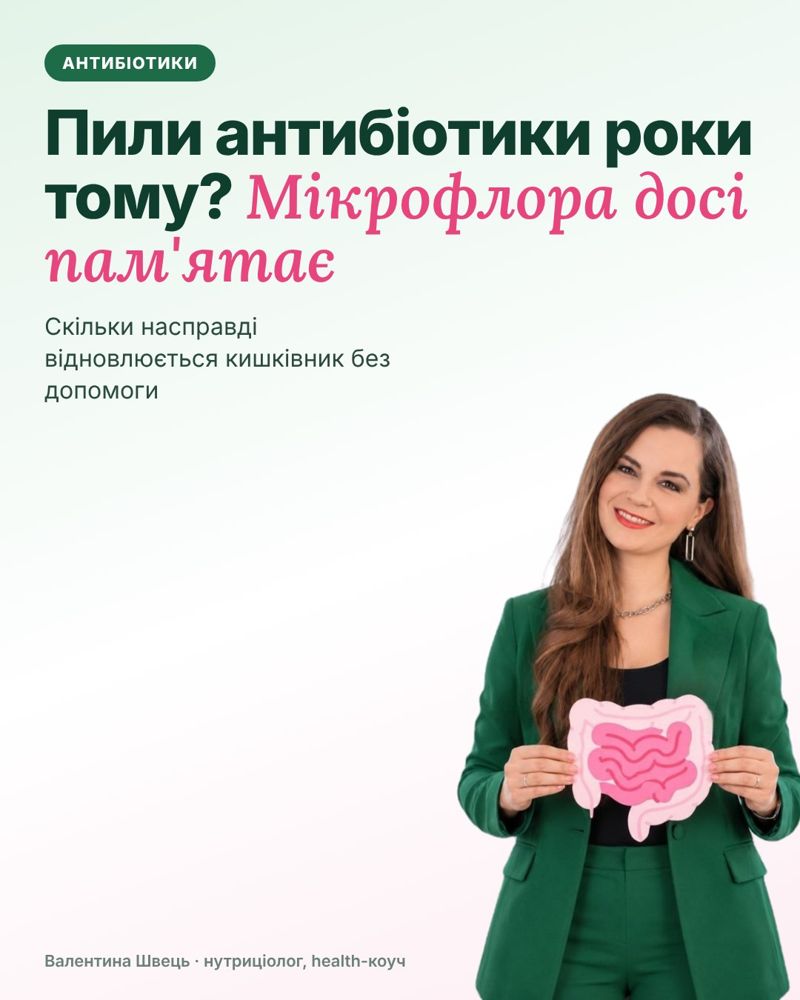 АНТИБІОТИКИ
Пили антибіотики роки
тому? Мікрофлора досі
пам'ятає
Скільки насправді
відновлюється кишківник без
допомоги
Валентина Швець · нутриціолог, health-коуч